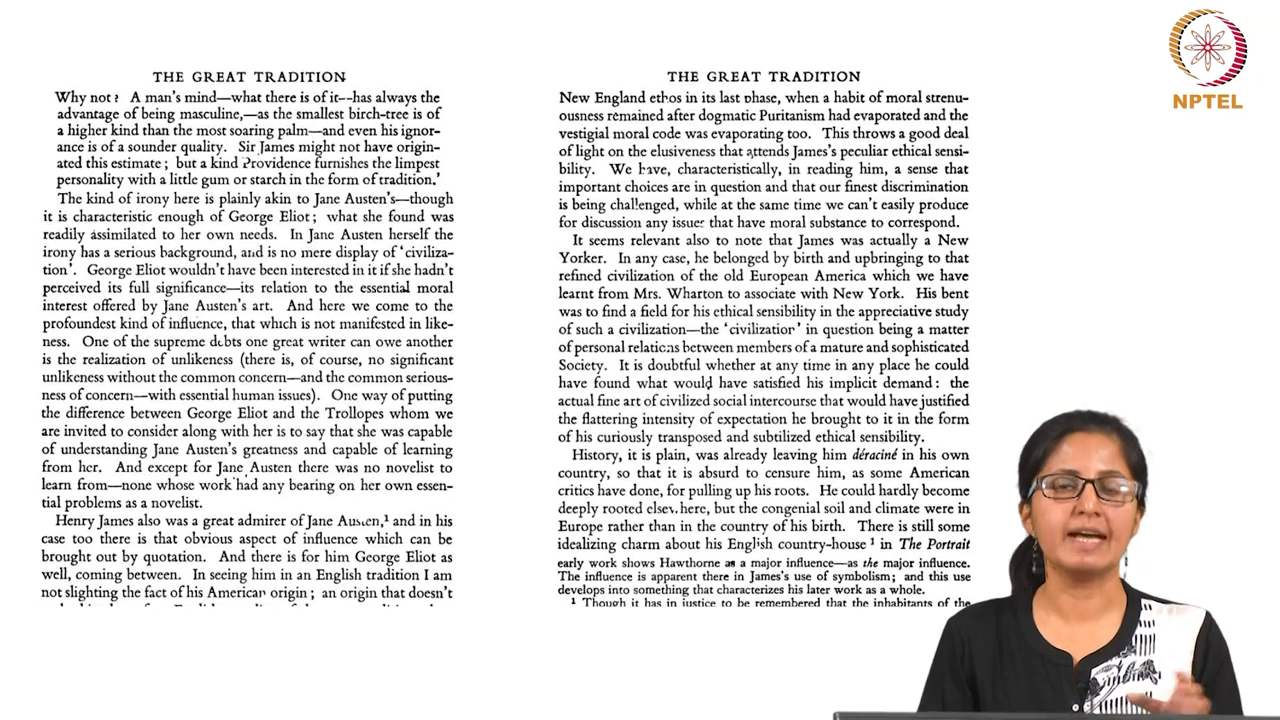 THE GREAT TRADITION
Why not? A man's mind—what there is of it—has always the
advantage of being masculine,—as the smallest birch-tree is of
a higher kind than the most soaring palm—and even his ignor-
ance is of a sounder quality. Sir James might not have origin-
ated this estimate; but a kind Providence furnishes the limpest
personality with a little gum or starch in the form of tradition.'
The kind of irony here is plainly akin to Jane Austen's—though
it is characteristic enough of George Eliot; what she found was
readily assimilated to her own needs. In Jane Austen herself the
irony has a serious background, and is no mere display of 'civiliza-
tion'. George Eliot wouldn't have been interested in it if she hadn't
perceived its full significance—its relation to the essential moral
interest offered by Jane Austen's art. And here we come to the
profoundest kind of influence, that which is not manifested in like-
ness. One of the supreme debts one great writer can owe another
is the realization of unlikeness (there is, of course, no significant
unlikeness without the common concern—and the common serious-
ness of concern—with essential human issues). One way of putting
the difference between George Eliot and the Trollopes whom we
are invited to consider along with her is to say that she was capable
of understanding Jane Austen's greatness and capable of learning
from her. And except for Jane Austen there was no novelist to
learn from—none whose work had any bearing on her own essen-
tial problems as a novelist.
Henry James also was a great admirer of Jane Austen,¹ and in his
case too there is that obvious aspect of influence which can be
brought out by quotation. And there is for him George Eliot as
well, coming between. In seeing him in an English tradition I am
not slighting the fact of his American origin; an origin that doesn't
THE GREAT TRADITION
New England ethos in its last phase, when a habit of moral strenu-
ousness remained after dogmatic Puritanism had evaporated and the
vestigial moral code was evaporating too. This throws a good deal
of light on the elusiveness that attends James's peculiar ethical sensi-
bility. We have, characteristically, in reading him, a sense that
important choices are in question and that our finest discrimination
is being challenged, while at the same time we can't easily produce
for discussion any issues that have moral substance to correspond.
It seems relevant also to note that James was actually a New
Yorker. In any case, he belonged by birth and upbringing to that
refined civilization of the old European America which we have
learnt from Mrs. Wharton to associate with New York. His bent
was to find a field for his ethical sensibility in the appreciative study
of such a civilization—the 'civilization' in question being a matter
of personal relations between members of a mature and sophisticated
Society. It is doubtful whether at any time in any place he could
have found what would have satisfied his implicit demand: the
actual fine art of civilized social intercourse that would have justified
the flattering intensity of expectation he brought to it in the form
of his curiously transposed and subtilized ethical sensibility.
History, it is plain, was already leaving him déraciné in his own
country, so that it is absurd to censure him, as some American
critics have done, for pulling up his roots. He could hardly become
deeply rooted elsewhere, but the congenial soil and climate were in
Europe rather than in the country of his birth. There is still some
idealizing charm about his English country-house ¹ in The Portrait
early work shows Hawthorne as a major influence—as the major influence.
The influence is apparent there in James's use of symbolism; and this use
develops into something that characterizes his later work as a whole.
¹ Though it has in justice to be remembered that the inhabitants of the
NPTEL